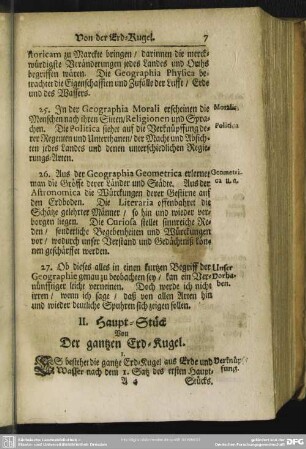 Von der Erd-Kugel. 7
storicam zu Marckte bringen / darinnen die merck-
würdigste Veränderungen jedes Landes und Orths
begriffen wären. Die Geographia Physica be-
trachtet die Eigenschafften und Zufälle der Lufft / Erde
und des Wassers.
25. In der Geographia Morali erscheinen die
Menschen nach ihren Sitten / Religionen und Spra-
chen. Die Politica siehet auf die Verknüpffung de-
rer Regenten und Unterthanen / der Macht und Absich-
ten jedes Landes und denen unterschiedlichen Regie-
rungs-Arten.
Moralis.
Politica
26. Aus der Geographia Geometrica erlernet
man die Grösse derer Länder und Städte. Aus der
Astronomica die Würckungen derer Gestirne auf
den Erdboden. Die Literaria offenbahret die
Schätze gelehrter Männer / so hin und wieder ver-
borgen liegen. Die Curiosa stellet sinnreiche Re-
den / sonderliche Begebenheiten und Würckungen
vor / wodurch unser Verstand und Gedächtniß kön-
nen geschärffet werden.
Geometri-
ca u. a.
27. Ob dieses alles in einen kurtzen Begriff der
Geographie genau zu beobachten sey / kan ein Ver-
nünfftiger leicht verneinen. Doch werde ich nicht
irren / wenn ich sage / daß von allen Arten hin
und wieder deutliche Spuhren sich zeigen sollen.
Unser
Vorha-
ben.
II. Haupt-Stück
Von
Der gantzen Erd-Kugel.
1.
ES bestehet die gantze Erd-Kugel aus Erde und
Wasser nach dem 1. Satz des ersten Haupt-
Verknüpf-
fung.
A 4 Stücks.